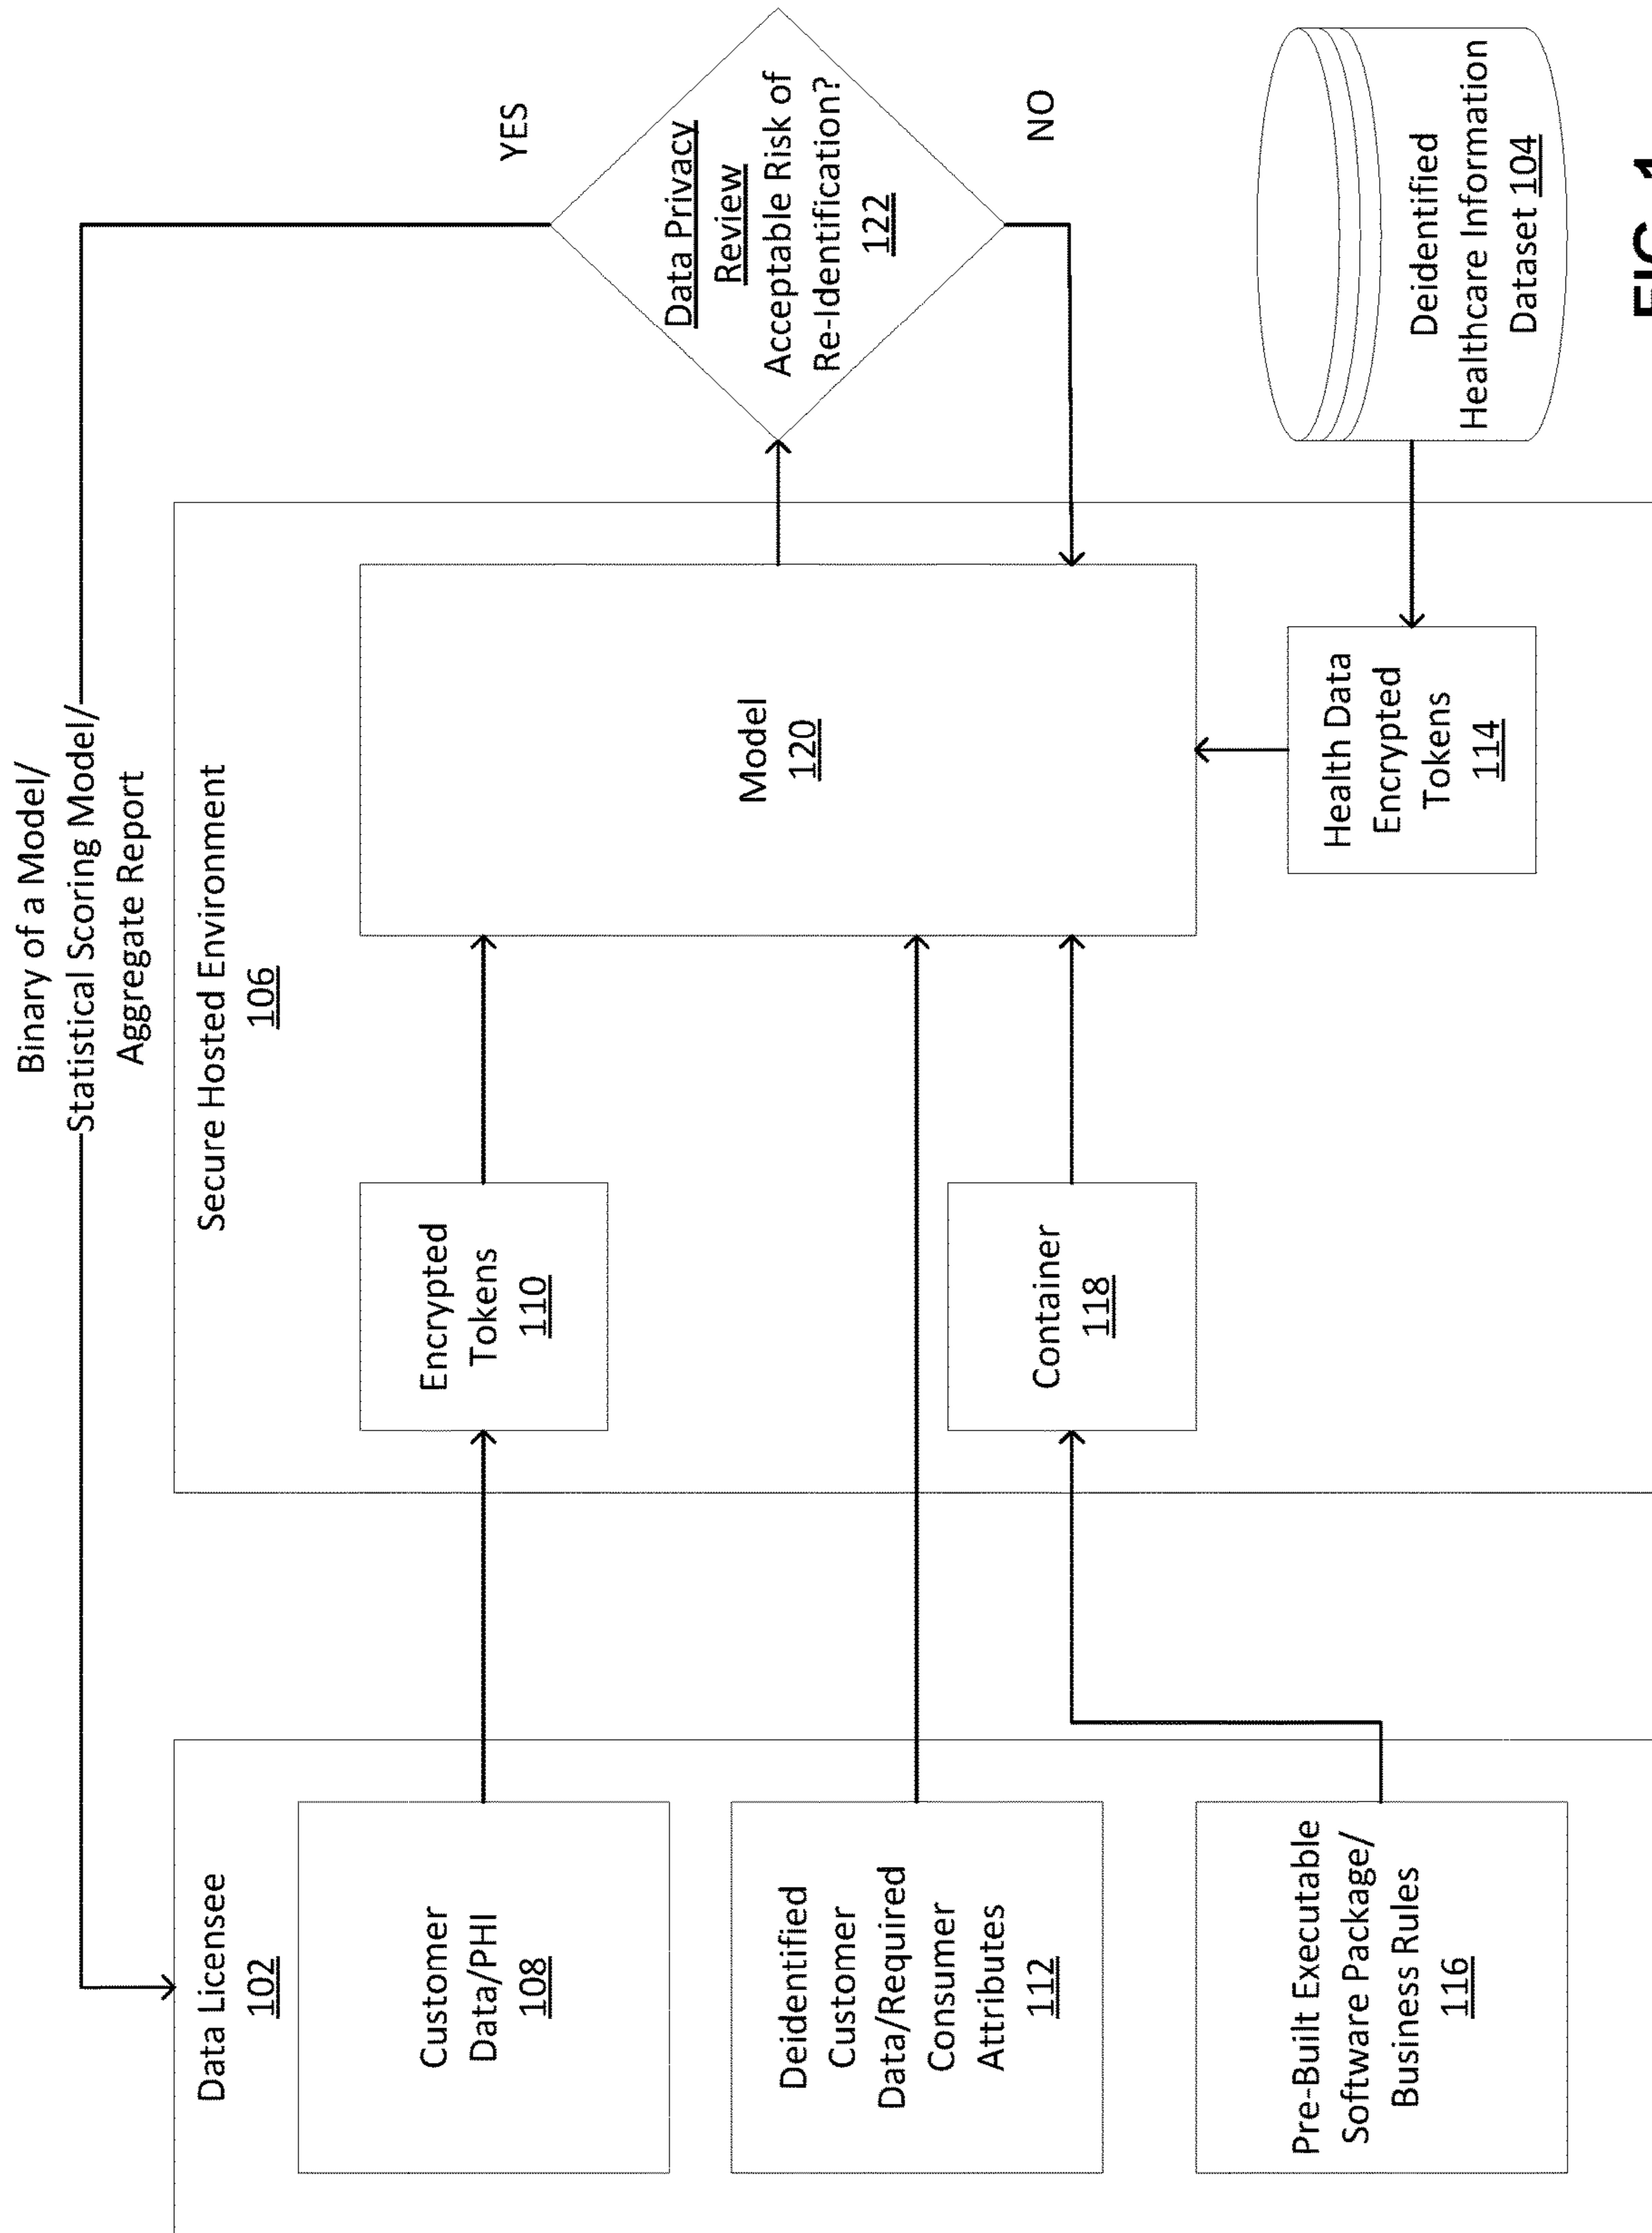 Binary of a Model/
Statistical Scoring Model/
Aggregate Report
Data Licensee
102
Customer
Data/PHI
108
Deidentified
Customer
Data/Required
Consumer
Attributes
112
Pre-Built Executable
Software Package/
Business Rules
116
Secure Hosted Environment
106
Encrypted
Tokens
110
Container
118
Model
120
Health Data
Encrypted
Tokens
114
YES
Data Privacy
Review
Acceptable Risk of
Re-Identification?
122
NO
Deidentified
Healthcare Information
Dataset 104
FIG. 1